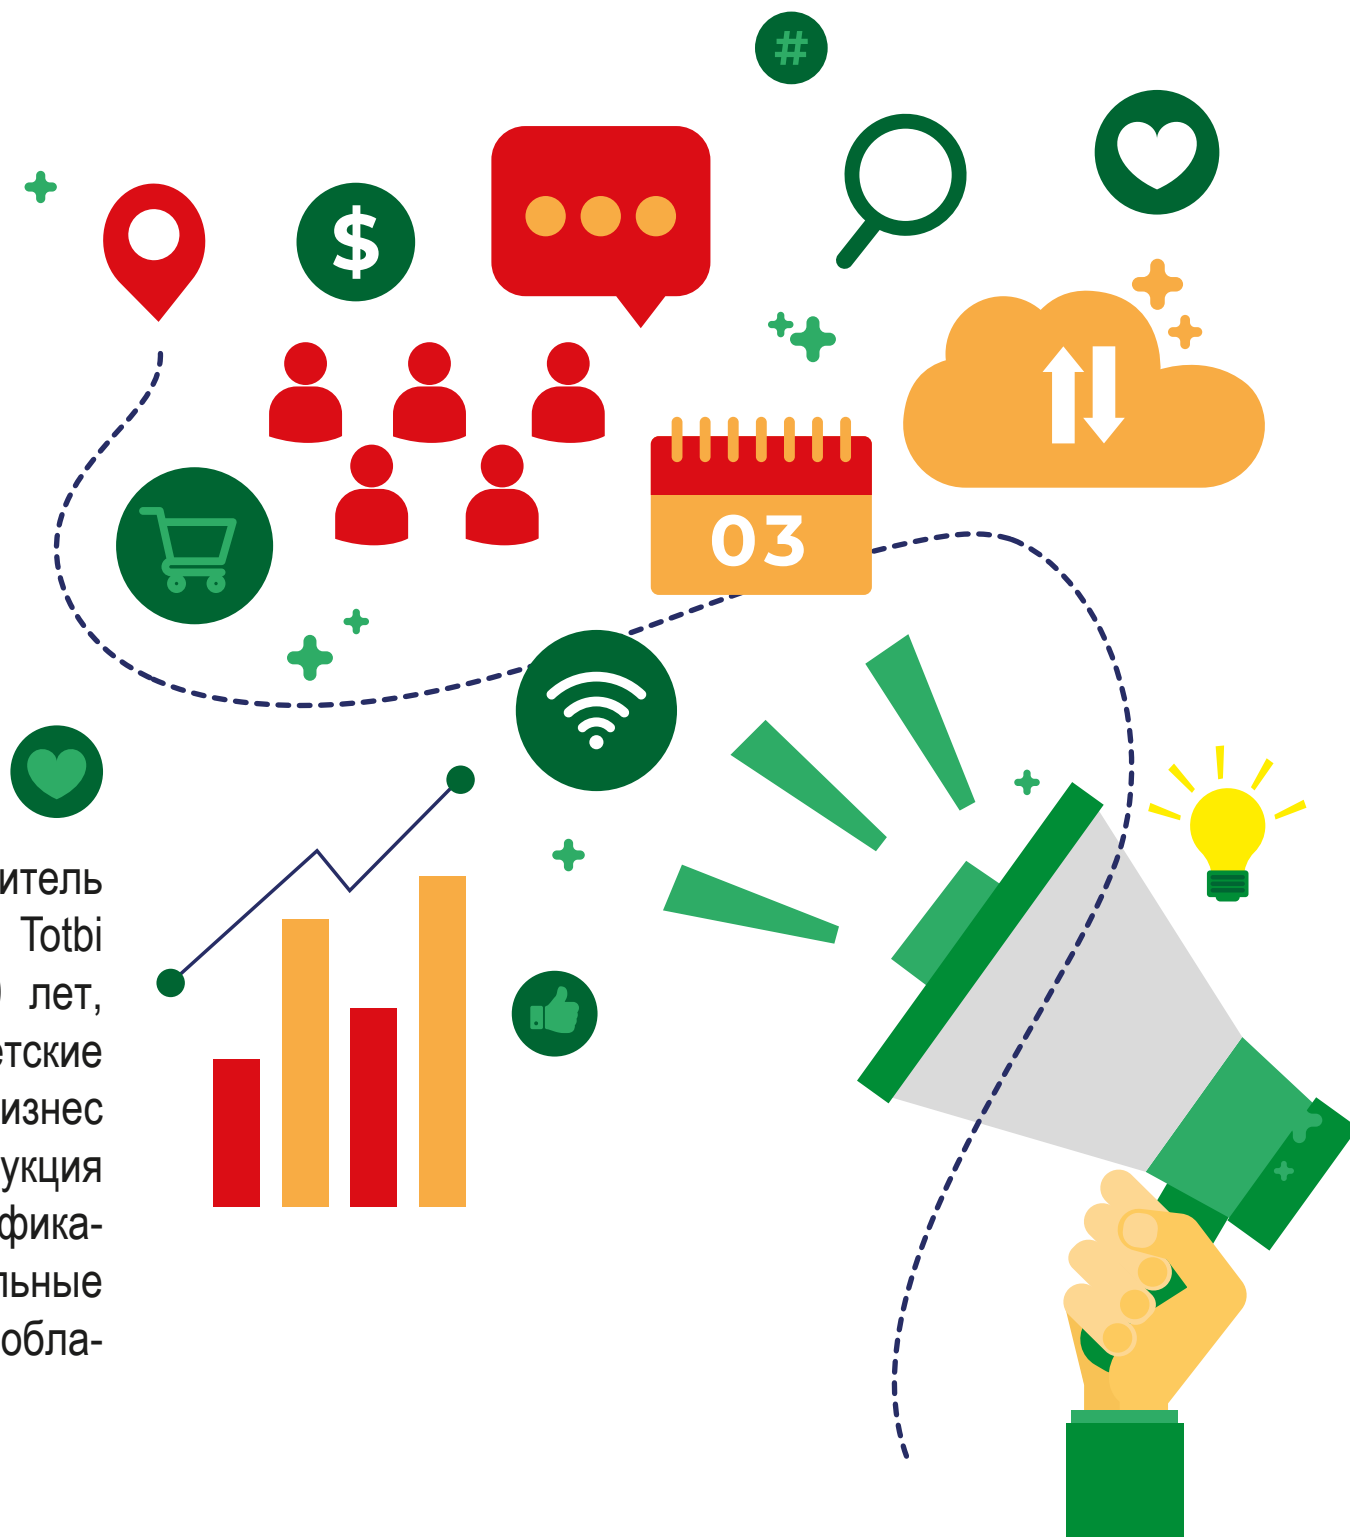 #
$
03
итель
Totbi
лет,
етские
изнес
укция
фика-
льные
обла-